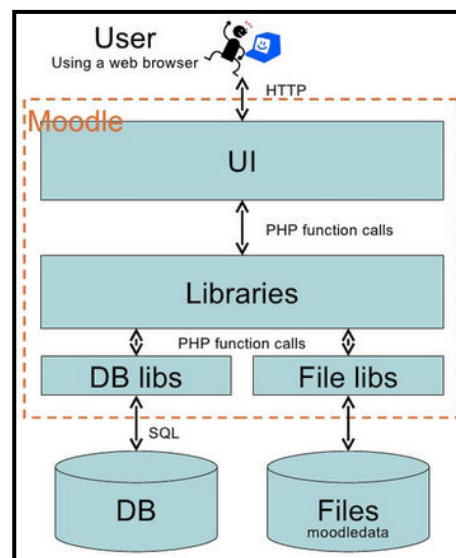 User
Using a web browser
HTTP
Moodle
UI
PHP function calls
Libraries
PHP function calls
DB libs
File libs
SQL
DB
Files
moodledata